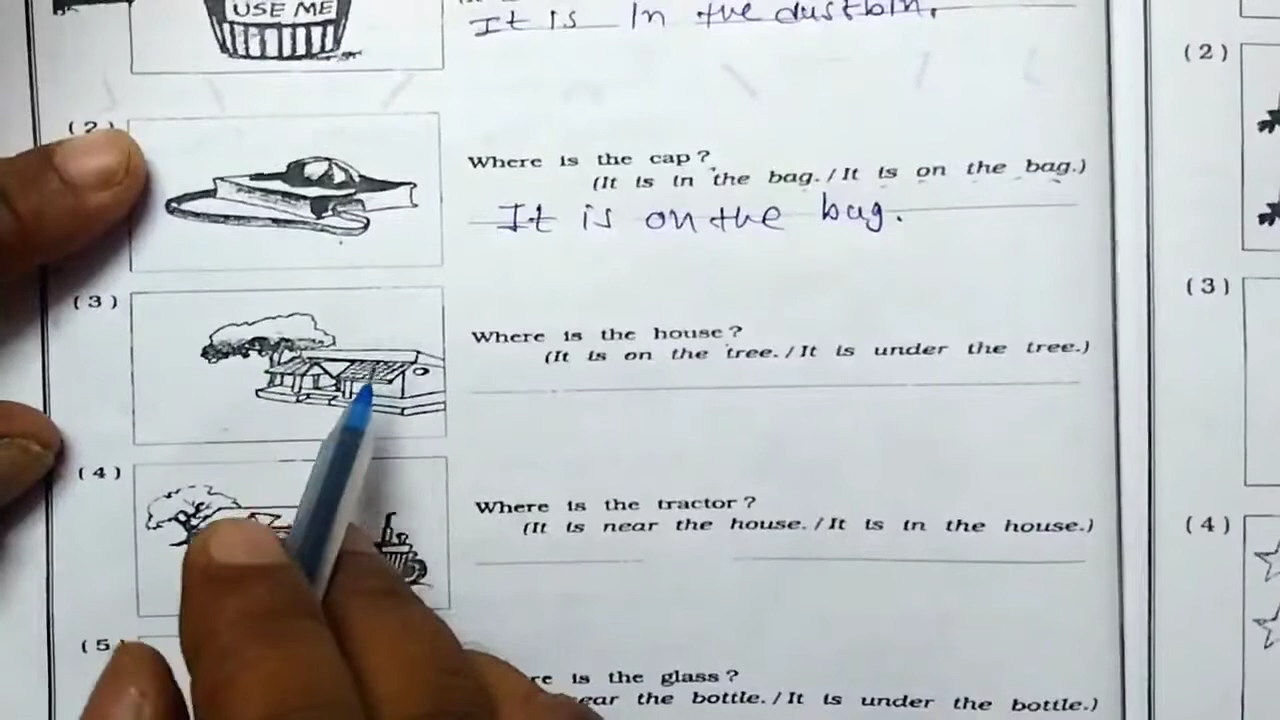 USE ME
It is in the dustbin.
(2)
Where is the cap?
(It is in the bag./It is on the bag.)
It is on the bag.
(3)
Where is the house?
(It is on the tree./It is under the tree.)
(4)
Where is the tractor?
(It is near the house./It is in the house.)
(5
is the glass?
the bottle./It is under the bottle.)
(2)
(3)
(4)